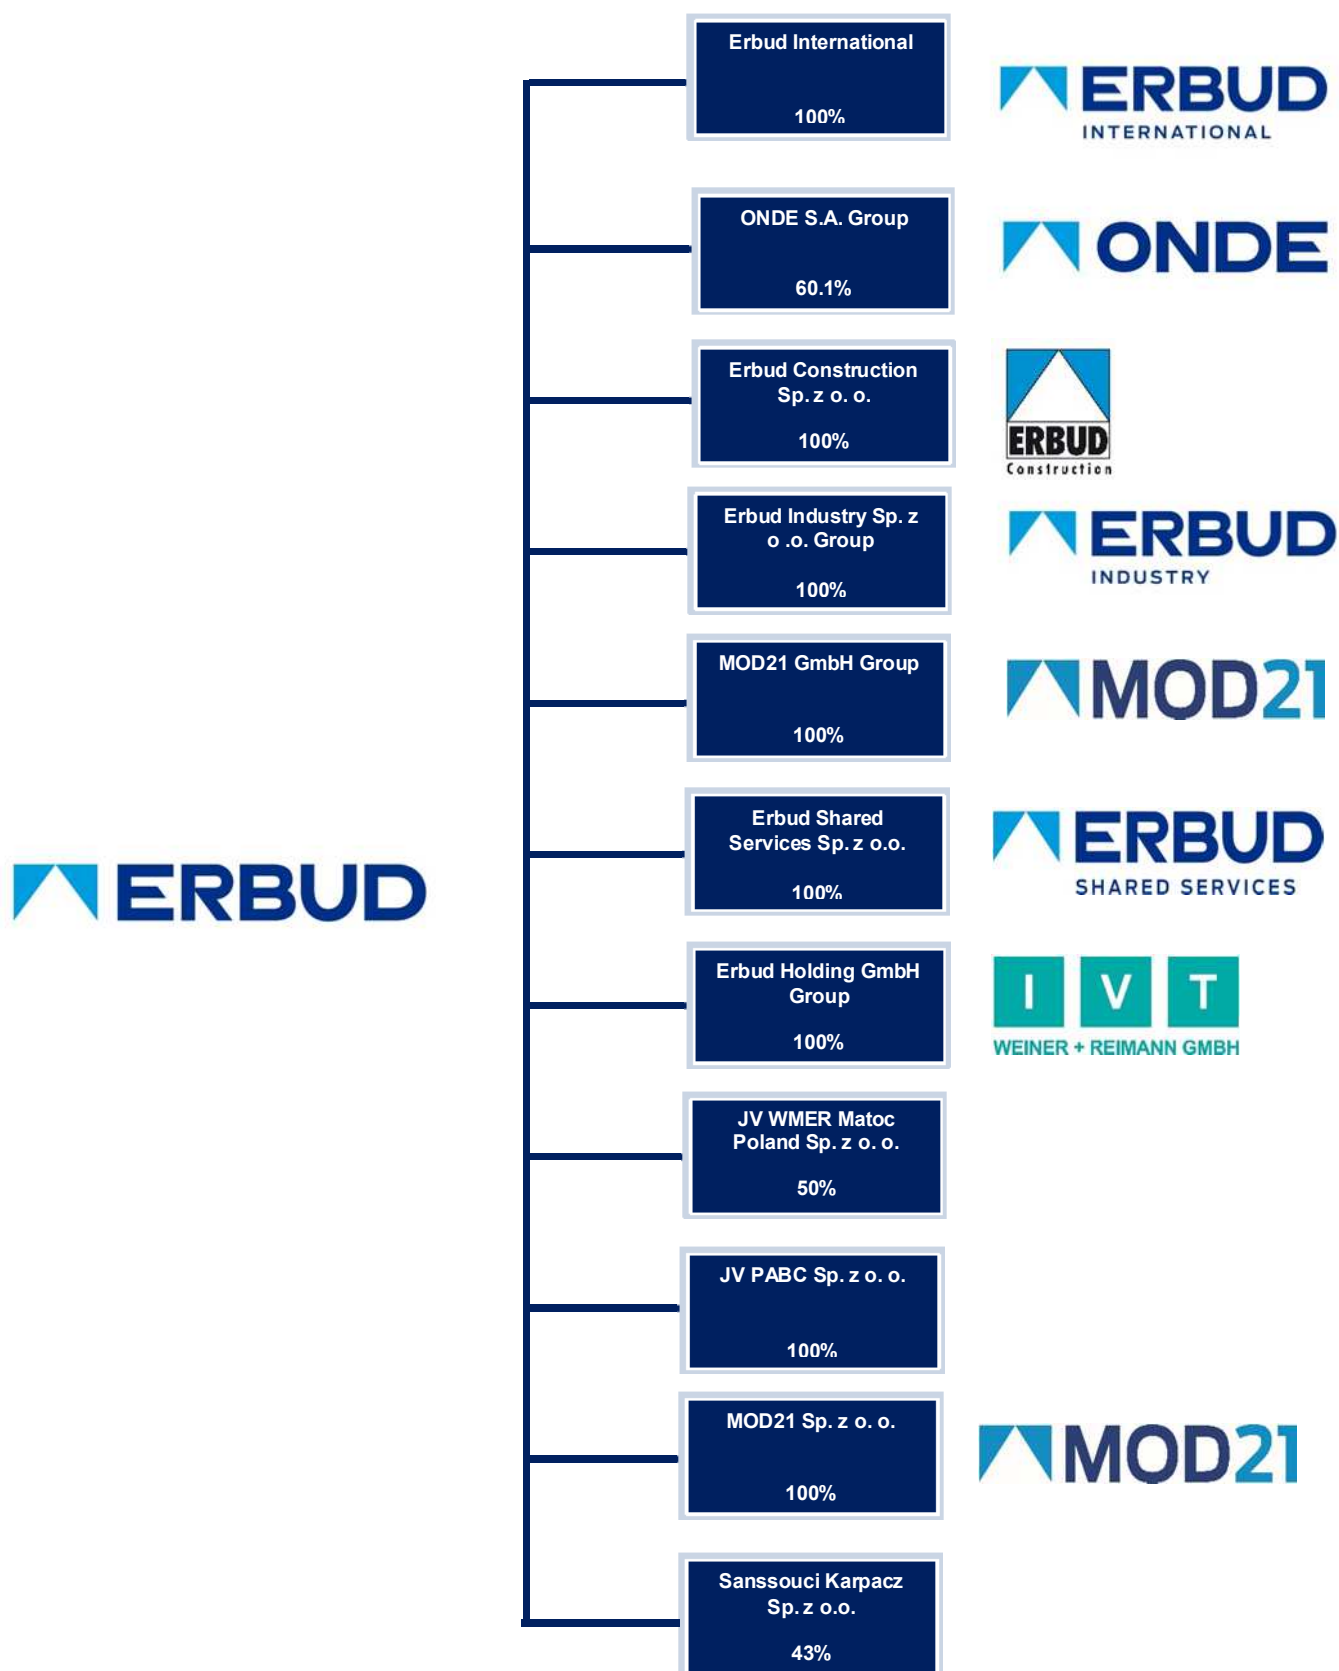 Erbud International
100%
ERBUD
INTERNATIONAL
ONDE S.A. Group
60.1%
ONDE
Erbud Construction
Sp. z o. o.
100%
ERBUD
Construction
Erbud Industry Sp. z
o .o. Group
100%
ERBUD
INDUSTRY
MOD21 GmbH Group
100%
MOD21
Erbud Shared
Services Sp. z o.o.
100%
ERBUD
SHARED SERVICES
ERBUD
Erbud Holding GmbH
Group
100%
I V T
WEINER + REIMANN GMBH
JV WMER Matoc
Poland Sp. z o. o.
50%
JV PABC Sp. z o. o.
100%
MOD21 Sp. z o. o.
100%
MOD21
Sanssouci Karpacz
Sp. z o.o.
43%